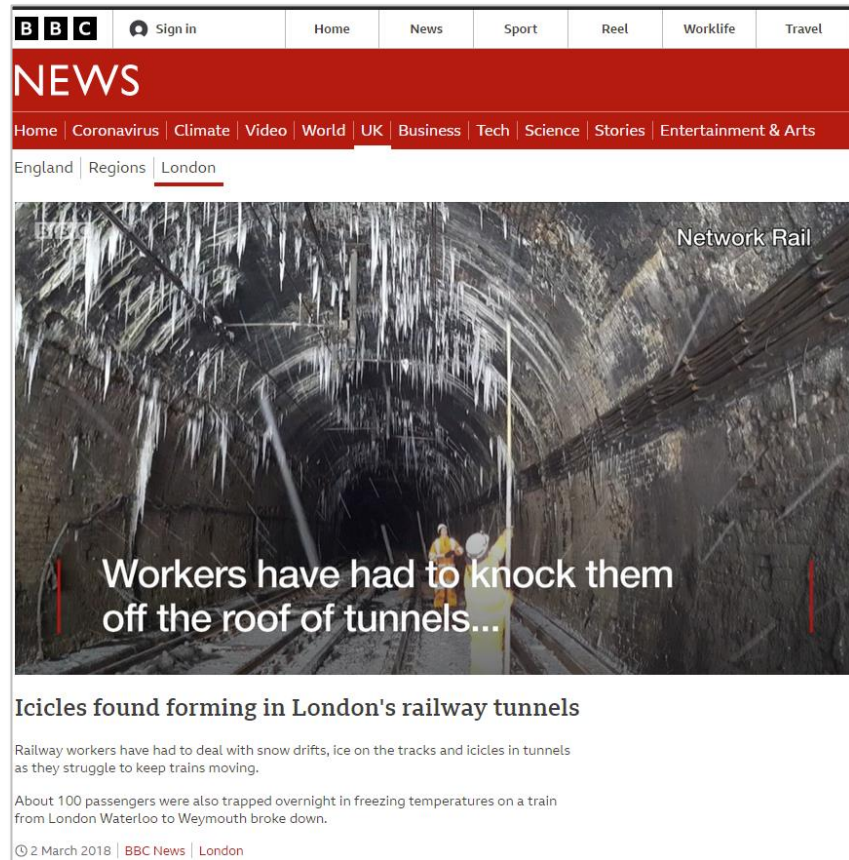 BBC Sign in Home News Sport Reel Worklife Travel
NEWS
Home Coronavirus Climate Video World UK Business Tech Science Stories Entertainment & Arts
England Regions London
BBC
Network Rail
Workers have had to knock them
off the roof of tunnels...
Icicles found forming in London's railway tunnels
Railway workers have had to deal with snow drifts, ice on the tracks and icicles in tunnels
as they struggle to keep trains moving.
About 100 passengers were also trapped overnight in freezing temperatures on a train
from London Waterloo to Weymouth broke down.
2 March 2018 BBC News London